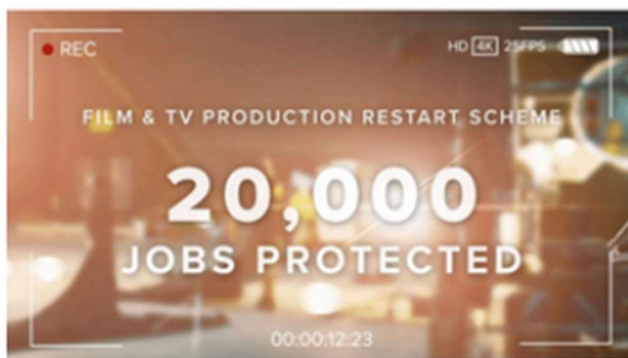 REC
HD 4K 25FPS
FILM & TV PRODUCTION RESTART SCHEME
20,000
JOBS PROTECTED
00:00:12:23